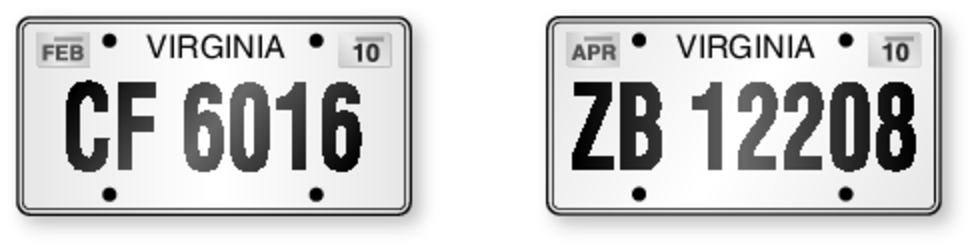 FEB VIRGINIA 10
CF 6016
APR VIRGINIA 10
ZB 12208